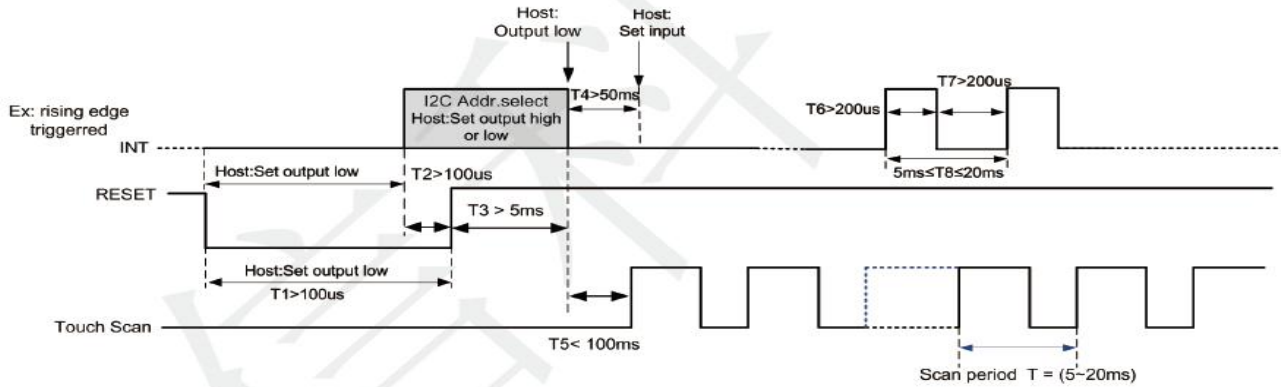 Host:
Output low
Host:
Set input
Ex: rising edge
triggerred
INT
I2C Addr.select
Host:Set output high
or low
T4>50ms
T6>200us
T7>200us
5ms≤T8≤20ms
Host:Set output low
T2>100us
RESET
T3 > 5ms
Host:Set output low
T1>100us
Touch Scan
T5< 100ms
Scan period T = (5~20ms)